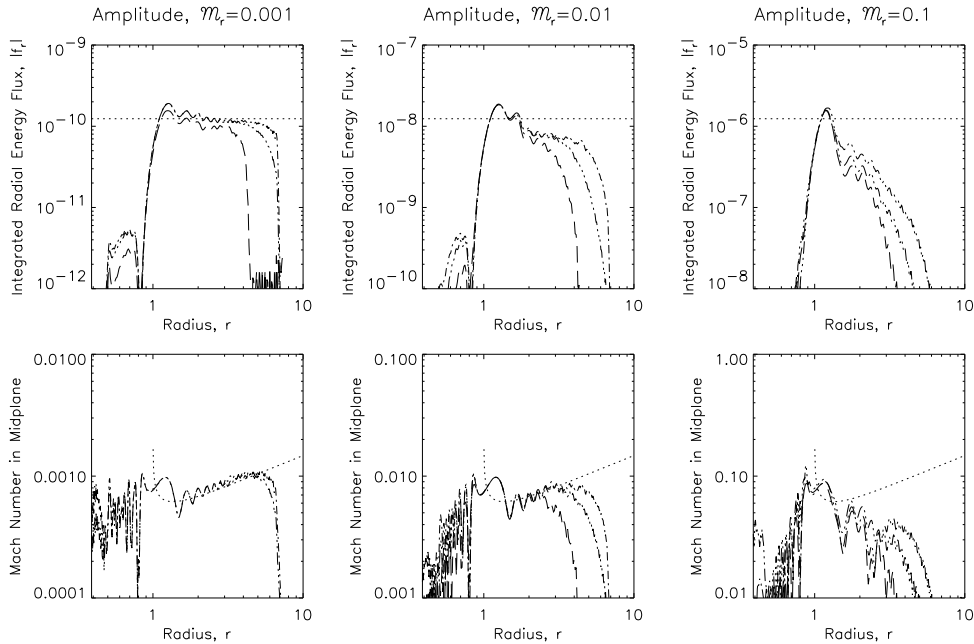 Amplitude, ℳr=0.001
Amplitude, ℳr=0.01
Amplitude, ℳr=0.1
Integrated Radial Energy Flux, |fr|
10⁻⁹
10⁻¹⁰
10⁻¹¹
10⁻¹²
1
10
Radius, r
Integrated Radial Energy Flux, |fr|
10⁻⁷
10⁻⁸
10⁻⁹
10⁻¹⁰
1
10
Radius, r
Integrated Radial Energy Flux, |fr|
10⁻⁵
10⁻⁶
10⁻⁷
10⁻⁸
1
10
Radius, r
Mach Number in Midplane
0.0100
0.0010
0.0001
1
10
Radius, r
Mach Number in Midplane
0.100
0.010
0.001
1
10
Radius, r
Mach Number in Midplane
1.00
0.10
0.01
1
10
Radius, r